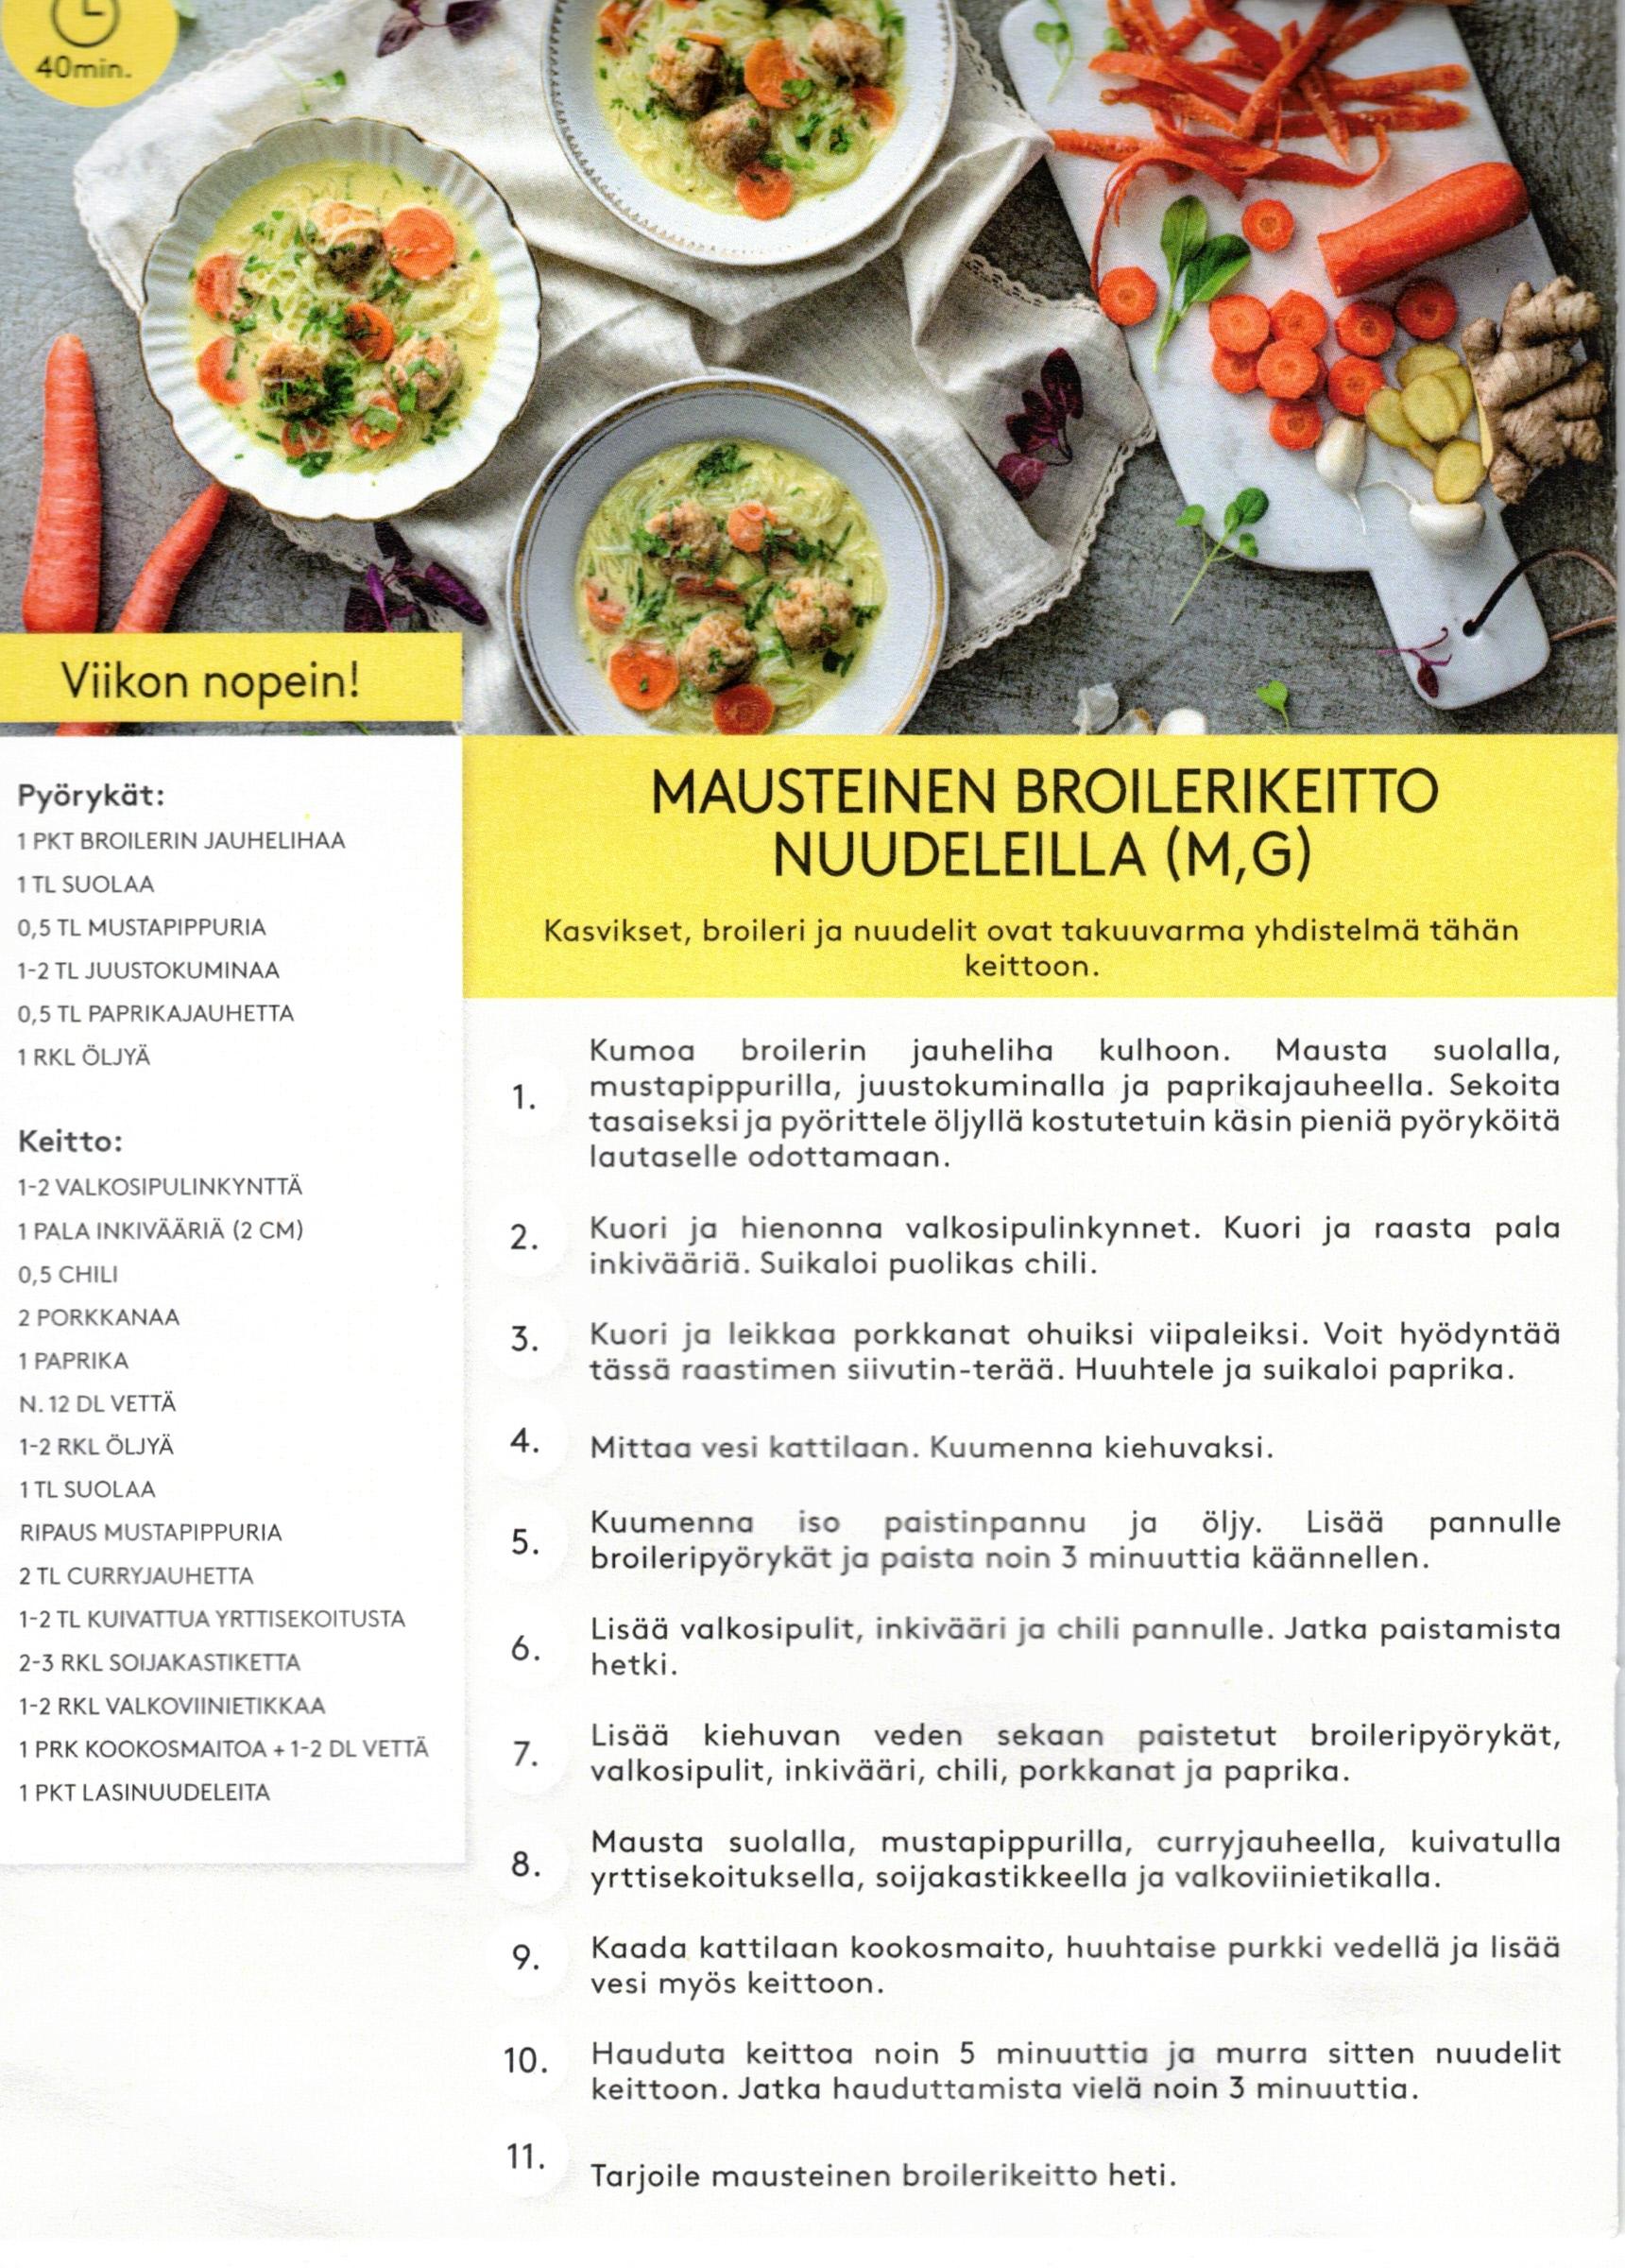 40min.
Viikon nopein!
Pyörykät:
1 PKT BROILERIN JAUHELIHAA
1 TL SUOLAA
0,5 TL MUSTAPIPPURIA
1-2 TL JUUSTOKUMINAA
0,5 TL PAPRIKAJAUHETTA
1 RKL ÖLJYÄ
Keitto:
1-2 VALKOSIPULINKYNTTÄ
1 PALA INKIVÄÄRIÄ (2 CM)
0,5 CHILI
2 PORKKANAA
1 PAPRIKA
N. 12 DL VETTÄ
1-2 RKL ÖLJYÄ
1 TL SUOLAA
RIPAUS MUSTAPIPPURIA
2 TL CURRYJAUHETTA
1-2 TL KUIVATTUA YRTTISEKOITUSTA
2-3 RKL SOIJAKASTIKETTA
1-2 RKL VALKOVIINIETIKKAA
1 PRK KOOKOSMAITOA + 1-2 DL VETTÄ
1 PKT LASINUUDELEITA
MAUSTEINEN BROILERIKEITTO
NUUDELEILLA (M,G)
Kasvikset, broileri ja nuudelit ovat takuuvarma yhdistelmä tähän
keittoon.
1. Kumoa broilerin jauheliha kulhoon. Mausta suolalla,
mustapippurilla, juustokuminalla ja paprikajauheella. Sekoita
tasaiseksi ja pyörittele öljyllä kostutetuin käsin pieniä pyöryköitä
lautaselle odottamaan.
2. Kuori ja hienonna valkosipulinkynnet. Kuori ja raasta pala
inkivääriä. Suikaloi puolikas chili.
3. Kuori ja leikkaa porkkanat ohuiksi viipaleiksi. Voit hyödyntää
tässä raastimen siivutin-terää. Huuhtele ja suikaloi paprika.
4. Mittaa vesi kattilaan. Kuumenna kiehuvaksi.
5. Kuumenna iso paistinpannu ja öljy. Lisää pannulle
broileripyörykät ja paista noin 3 minuuttia käännellen.
6. Lisää valkosipulit, inkivääri ja chili pannulle. Jatka paistamista
hetki.
7. Lisää kiehuvan veden sekaan paistetut broileripyörykät,
valkosipulit, inkivääri, chili, porkkanat ja paprika.
8. Mausta suolalla, mustapippurilla, curryjauheella, kuivatulla
yrttisekoituksella, soijakastikkeella ja valkoviinietikalla.
9. Kaada kattilaan kookosmaito, huuhtaise purkki vedellä ja lisää
vesi myös keittoon.
10. Hauduta keittoa noin 5 minuuttia ja murra sitten nuudelit
keittoon. Jatka hauduttamista vielä noin 3 minuuttia.
11. Tarjoile mausteinen broilerikeitto heti.